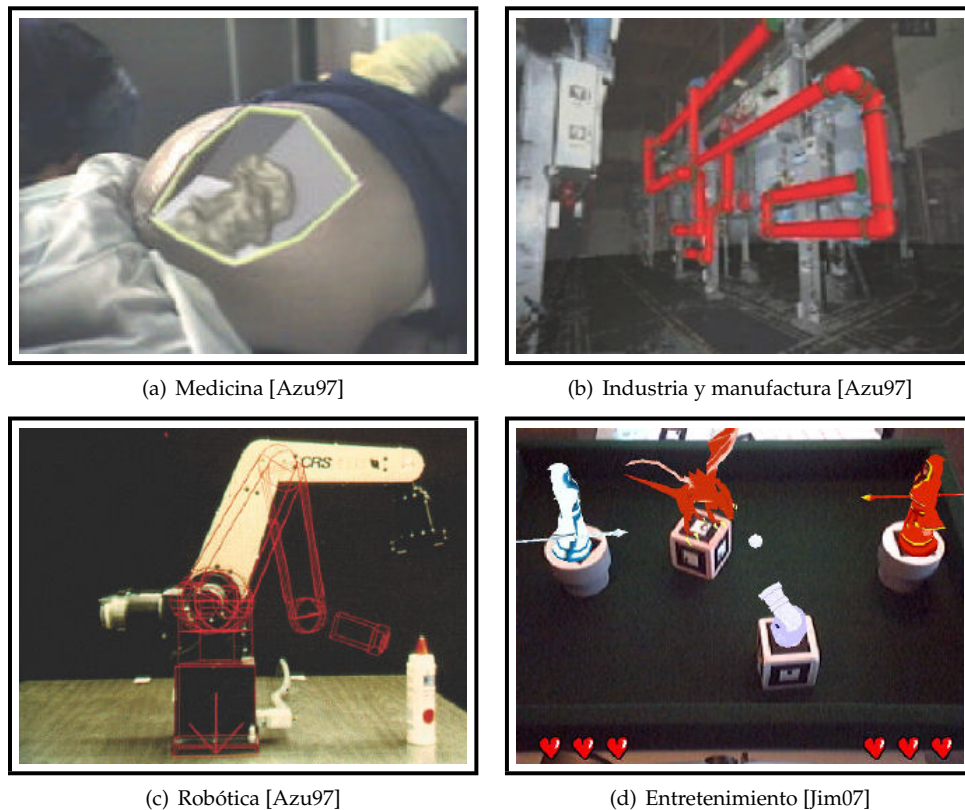 (a) Medicina [Azu97]
(b) Industria y manufactura [Azu97]
CRS
(c) Robótica [Azu97]
(d) Entretenimiento [Jim07]